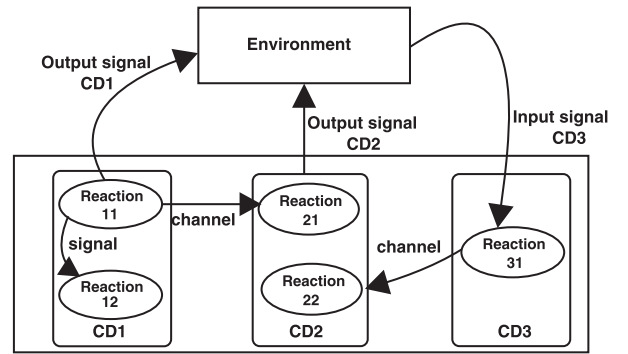 Environment
Output signal
CD1
Output signal
CD2
Input signal
CD3
Reaction
11
channel
Reaction
21
signal
channel
Reaction
31
Reaction
12
Reaction
22
CD1
CD2
CD3